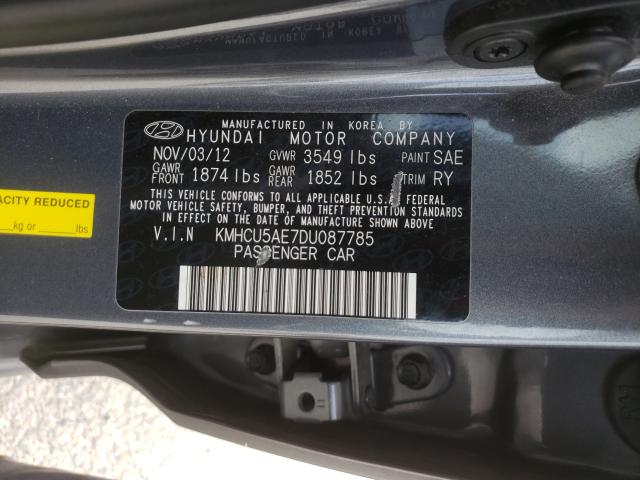 MANUFACTURED IN KOREA BY
HYUNDAI MOTOR COMPANY
NOV/03/12 GVWR 3549 lbs PAINT SAE
GAWR FRONT 1874 lbs GAWR REAR 1852 lbs TRIM RY
THIS VEHICLE CONFORMS TO ALL APPLICABLE U.S.A FEDERAL
MOTOR VEHICLE SAFETY, BUMPER, AND THEFT PREVENTION
STANDARDS IN EFFECT ON THE DATE OF MANUFACTURE SHOWN ABOVE
V.I.N KMHCU5AE7DU087785
PASSENGER CAR
ACITY REDUCED
kg or lbs